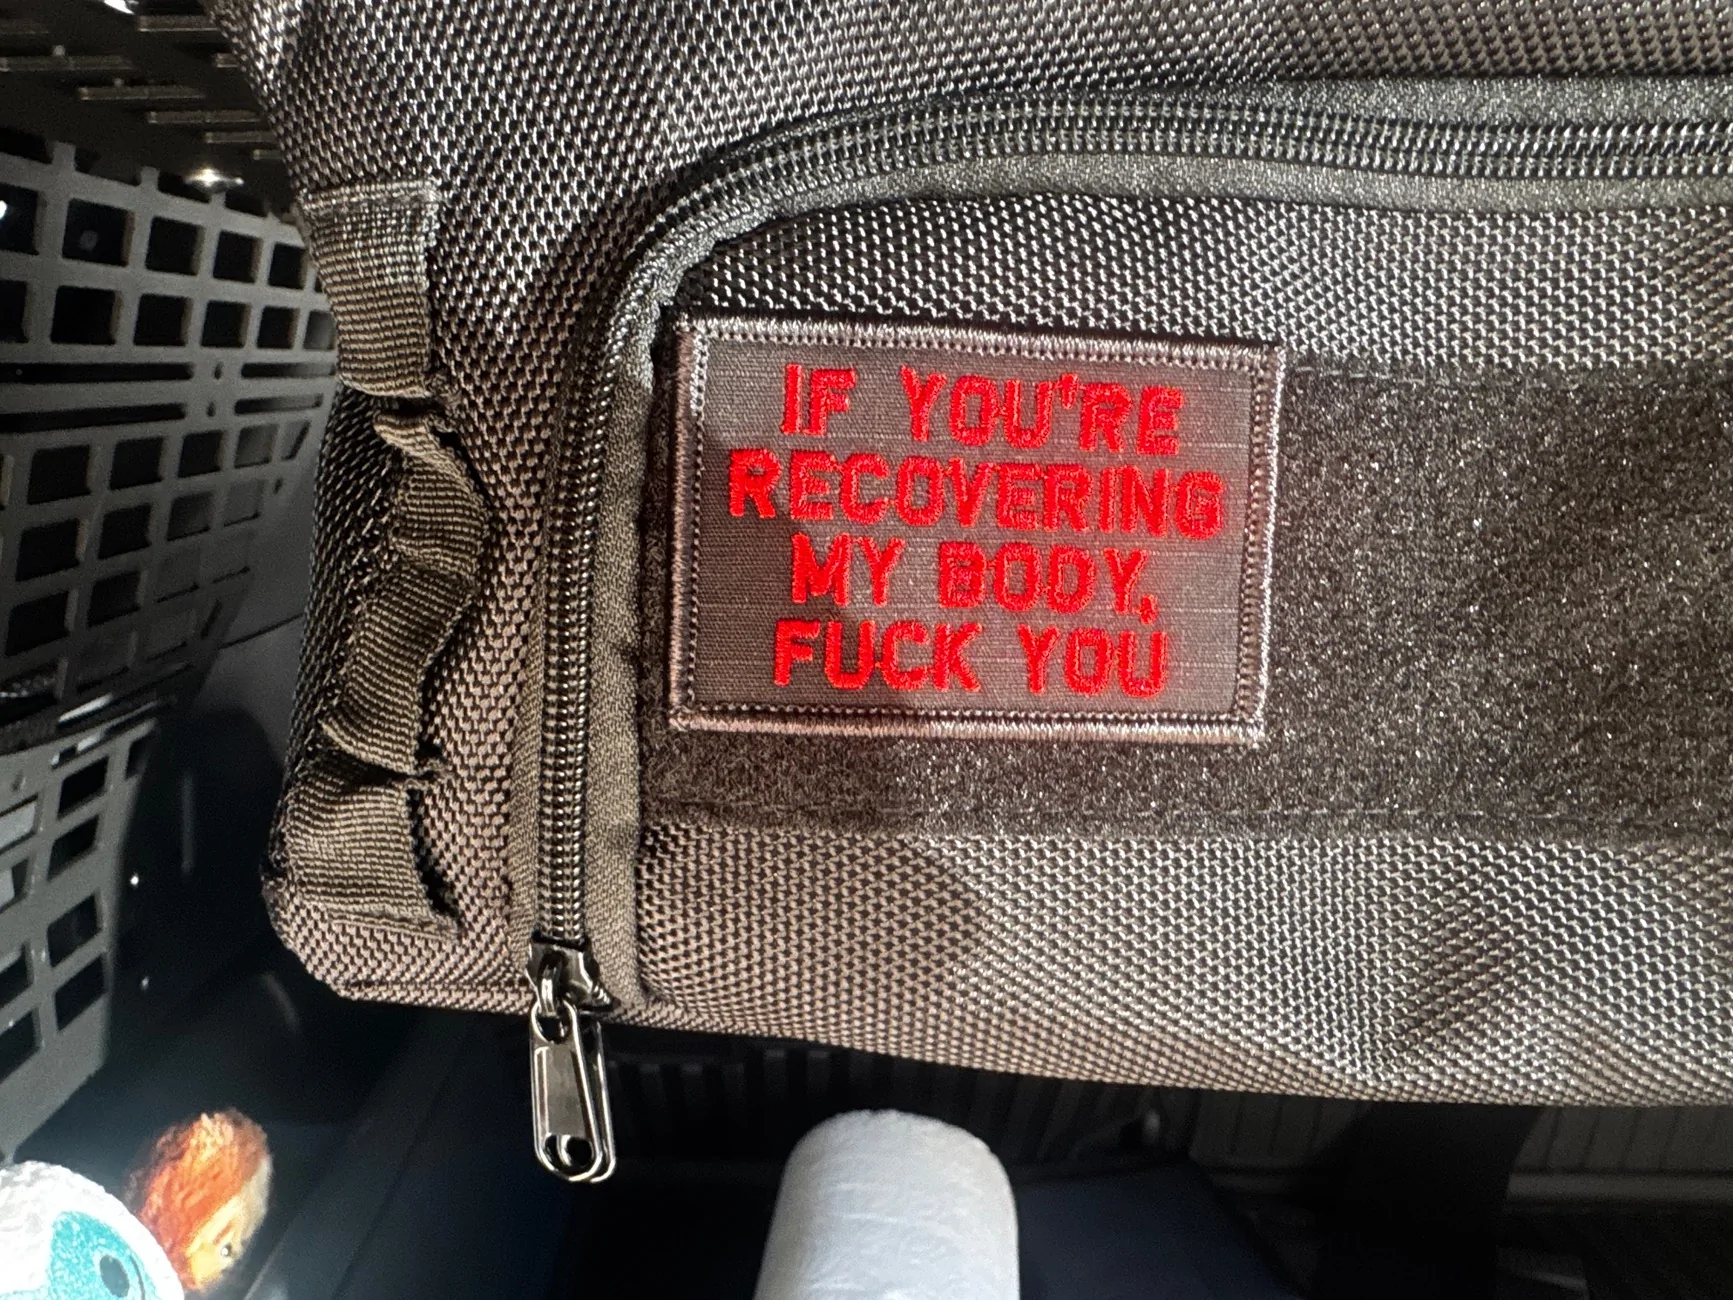 IF YOU'RE
RECOVERING
MY BODY,
FUCK YOU